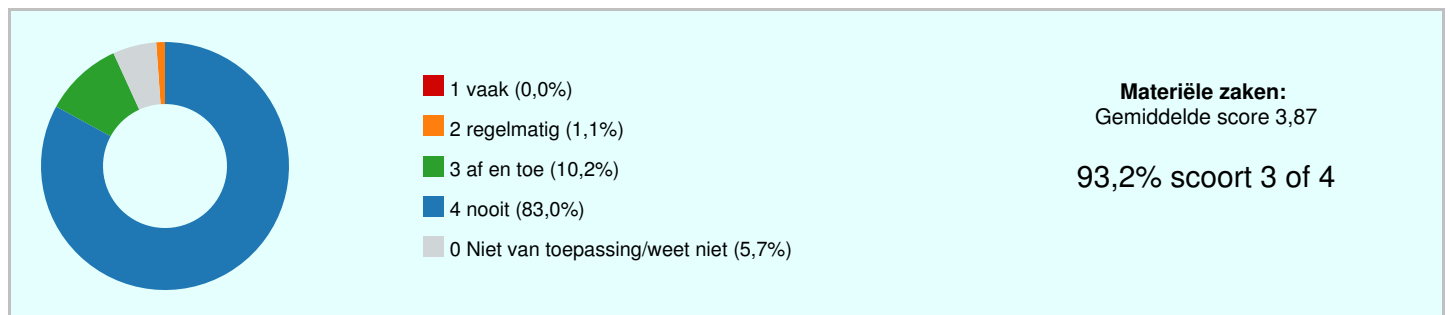 1 vaak (0,0%)
2 regelmatig (1,1%)
3 af en toe (10,2%)
4 nooit (83,0%)
0 Niet van toepassing/weet niet (5,7%)
Materiële zaken:
Gemiddelde score 3,87
93,2% scoort 3 of 4